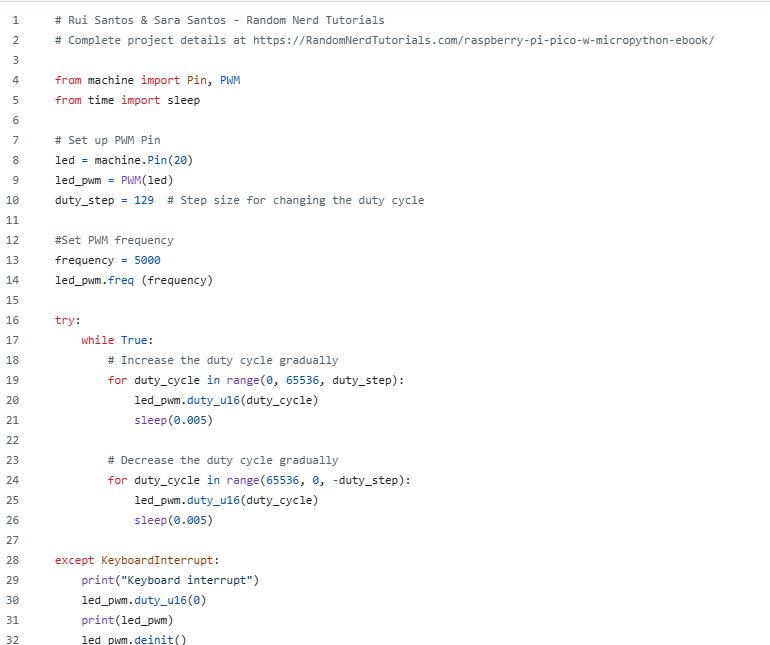 1 # Rui Santos & Sara Santos - Random Nerd Tutorials
2 # Complete project details at https://RandomNerdTutorials.com/raspberry-pi-pico-w-micropython-ebook/
3
4 from machine import Pin, PWM
5 from time import sleep
6
7 # Set up PWM Pin
8 led = machine.Pin(20)
9 led_pwm = PWM(led)
10 duty_step = 129  # Step size for changing the duty cycle
11
12 #Set PWM frequency
13 frequency = 5000
14 led_pwm.freq (frequency)
15
16 try:
17     while True:
18         # Increase the duty cycle gradually
19         for duty_cycle in range(0, 65536, duty_step):
20             led_pwm.duty_u16(duty_cycle)
21             sleep(0.005)
22
23         # Decrease the duty cycle gradually
24         for duty_cycle in range(65536, 0, -duty_step):
25             led_pwm.duty_u16(duty_cycle)
26             sleep(0.005)
27
28 except KeyboardInterrupt:
29     print("Keyboard interrupt")
30     led_pwm.duty_u16(0)
31     print(led_pwm)
32     led_pwm.deinit()